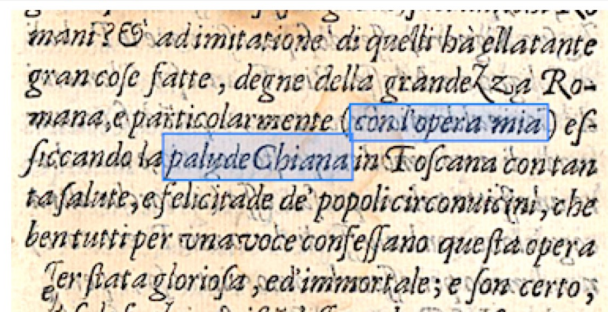 mani? & ad imitatione di quelli hà ella tante
gran coſe fatte, degne della grandezza Ro-
mana, e particolarmente (con l'opera mia) eſ-
ſiccando la palude Chiana in Toſcana con tan
ta ſalute, e felicitade de' popoli circonuicini, che
ben tutti per vna voce confeſſano queſta opera
eſſer ſtata glorioſa, ed'immortale; e ſon certo,